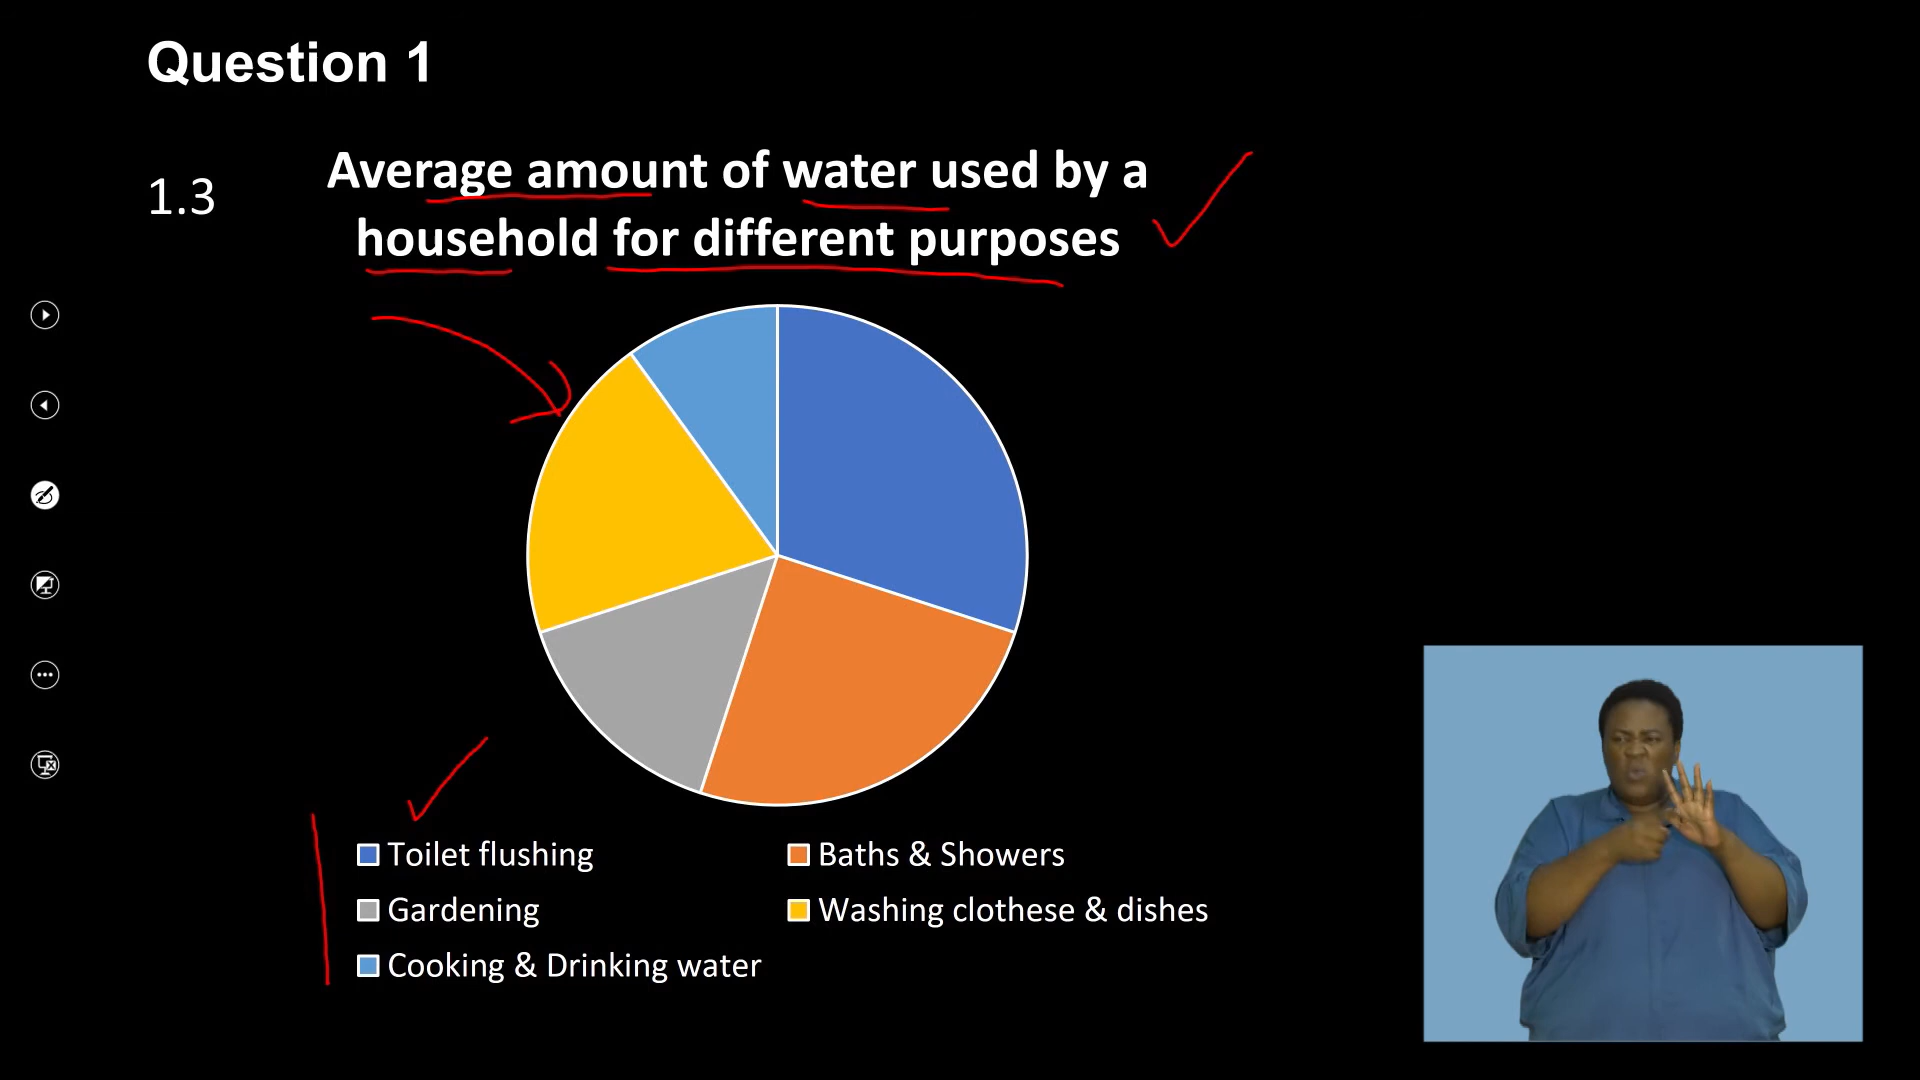 Question 1
1.3
Average amount of water used by a
household for different purposes
Toilet flushing
Baths & Showers
Gardening
Washing clothese & dishes
Cooking & Drinking water